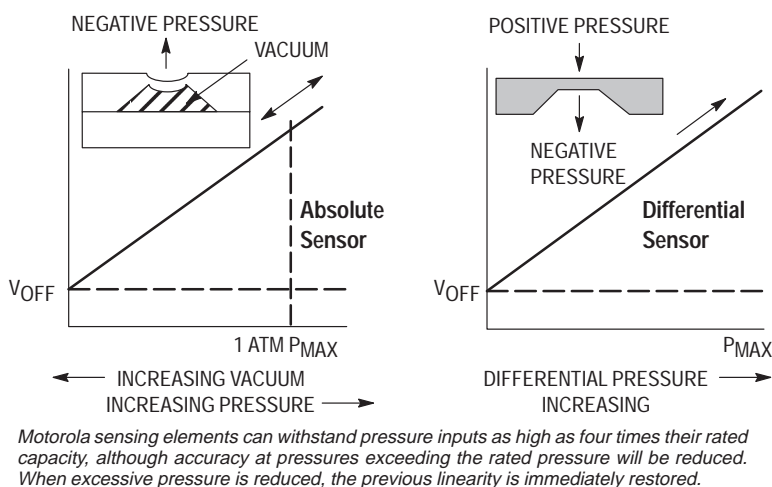 NEGATIVE PRESSURE
VACUUM
Absolute
Sensor
VOFF
1 ATM PMAX
INCREASING VACUUM
INCREASING PRESSURE
POSITIVE PRESSURE
NEGATIVE
PRESSURE
Differential
Sensor
VOFF
PMAX
DIFFERENTIAL PRESSURE
INCREASING
Motorola sensing elements can withstand pressure inputs as high as four times their rated
capacity, although accuracy at pressures exceeding the rated pressure will be reduced.
When excessive pressure is reduced, the previous linearity is immediately restored.